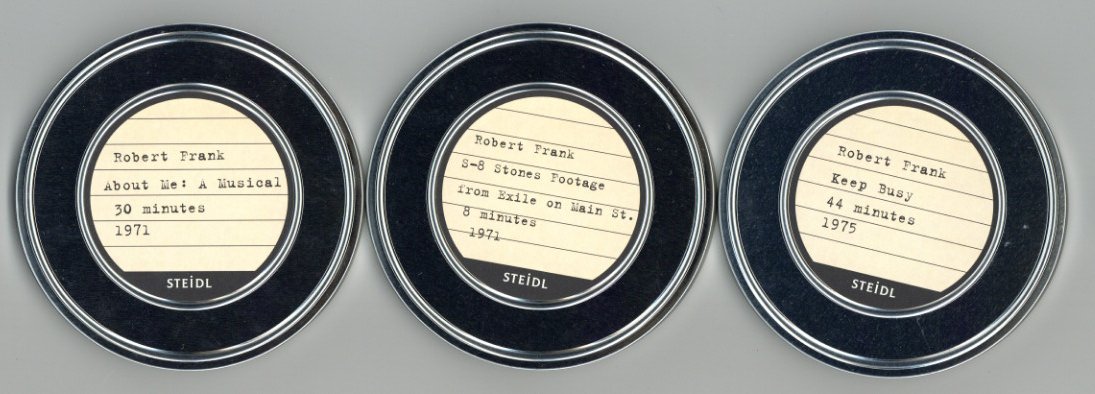 Robert Frank
About Me: A Musical
30 minutes
1971
STEiDL
Robert Frank
S-8 Stones Footage
from Exile on Main St.
8 minutes
1971
STEiDL
Robert Frank
Keep Busy
44 minutes
1975
STEiDL